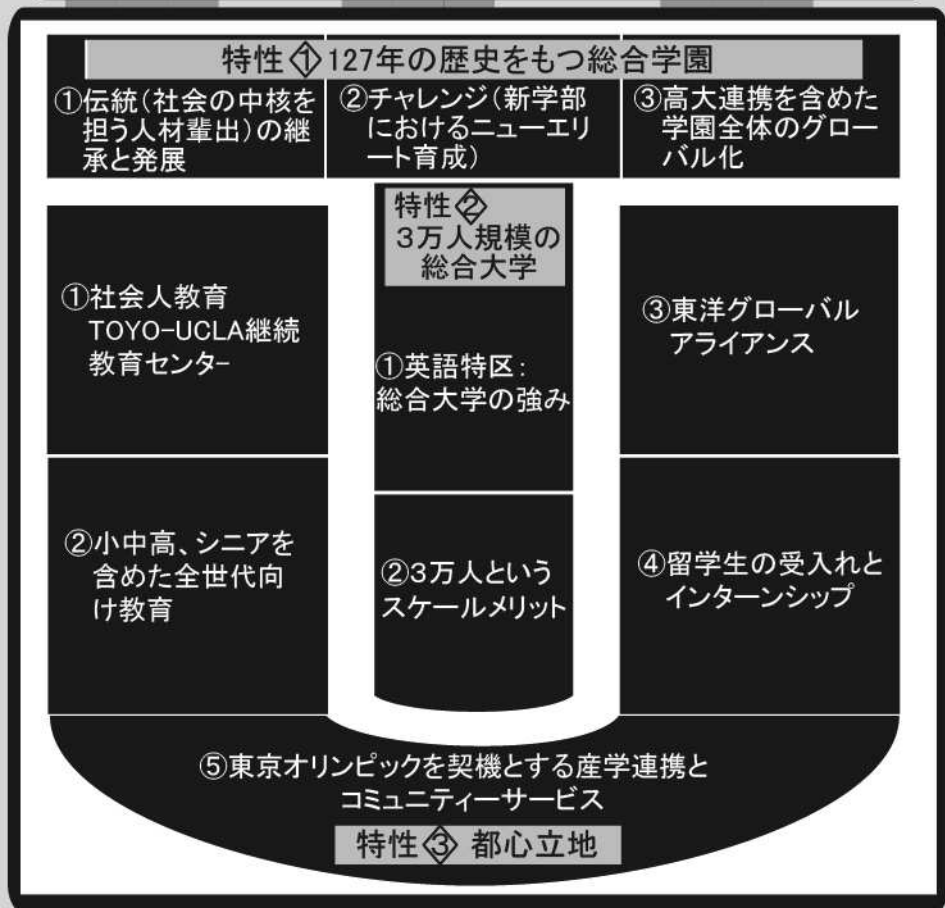 特性①127年の歴史をもつ総合学園
①伝統(社会の中核を
担う人材輩出)の継
承と発展
②チャレンジ(新学部
におけるニューエリ
ート育成)
③高大連携を含めた
学園全体のグロー
バル化
特性②
3万人規模の
総合大学
①英語特区:
総合大学の強み
②3万人という
スケールメリット
①社会人教育
TOYO-UCLA継続
教育センター
②小中高、シニアを
含めた全世代向
け教育
③東洋グローバル
アライアンス
④留学生の受入れと
インターンシップ
⑤東京オリンピックを契機とする産学連携と
コミュニティーサービス
特性③ 都心立地